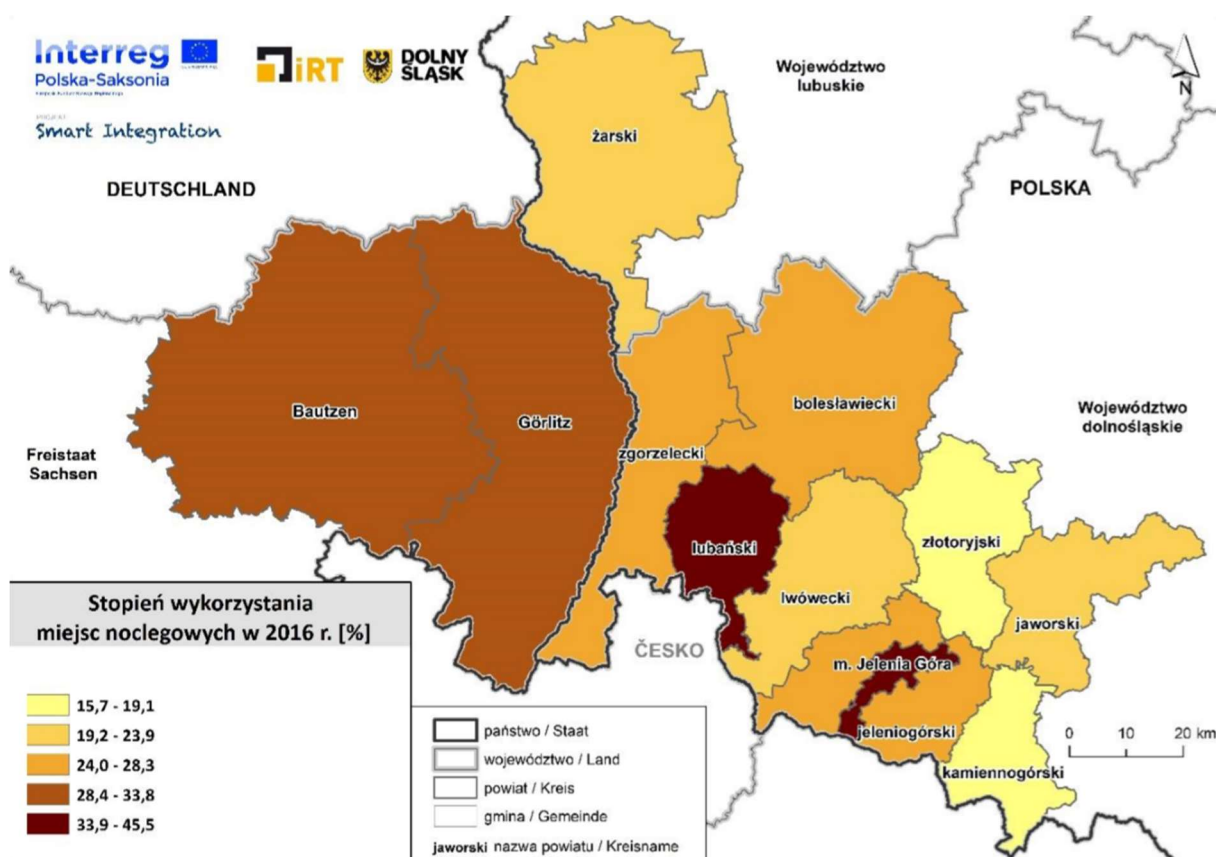 Interreg
Polska-Saksonia
Smart Integration
iRT
DOLNY
ŚLĄSK
DEUTSCHLAND
Województwo
lubuskie
N
POLSKA
żarski
Bautzen
Görlitz
Freistaat
Sachsen
zgorzelecki
bolesławiecki
Województwo
dolnośląskie
lubański
złotoryjski
lwówecki
jaworski
ČESKO
m. Jelenia Góra
jeleniogórski
kamiennogórski
0 10 20 km
Stopień wykorzystania
miejsc noclegowych w 2016 r. [%]
15,7 - 19,1
19,2 - 23,9
24,0 - 28,3
28,4 - 33,8
33,9 - 45,5
państwo / Staat
województwo / Land
powiat / Kreis
gmina / Gemeinde
jaworski nazwa powiatu / Kreisname